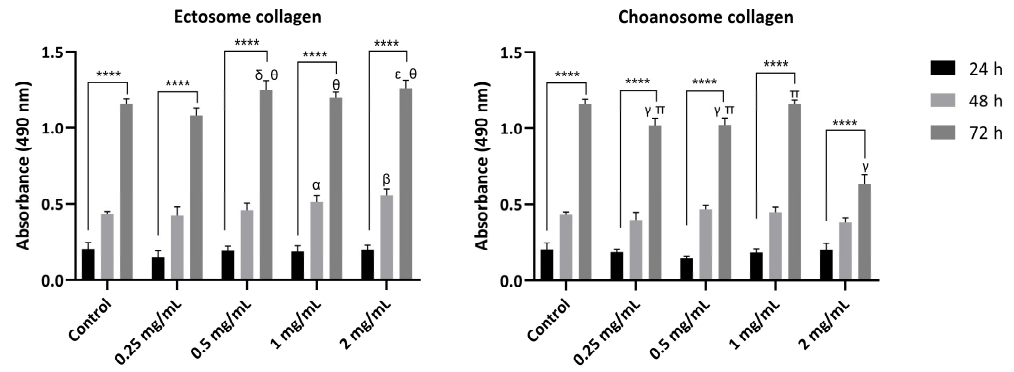 Ectosome collagen
Absorbance (490 nm)
1.5
1.0
0.5
0.0
****
****
****
****
****
δ θ
θ
ε θ
α
β
Control
0.25 mg/mL
0.5 mg/mL
1 mg/mL
2 mg/mL
Choanosome collagen
Absorbance (490 nm)
1.5
1.0
0.5
0.0
****
****
****
****
****
γ π
γ π
π
γ
Control
0.25 mg/mL
0.5 mg/mL
1 mg/mL
2 mg/mL
24 h
48 h
72 h